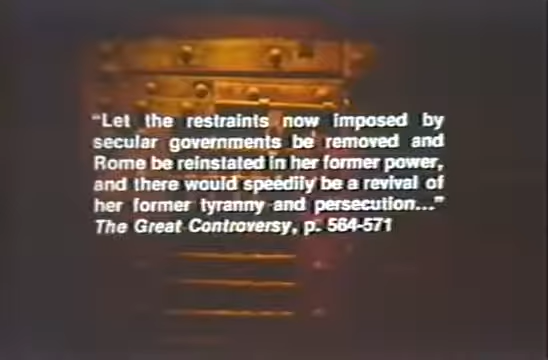 “Let the restraints now imposed by
secular governments be removed and
Rome be reinstated in her former power,
and there would speedily be a revival of
her former tyranny and persecution...”
The Great Controversy, p. 564-571